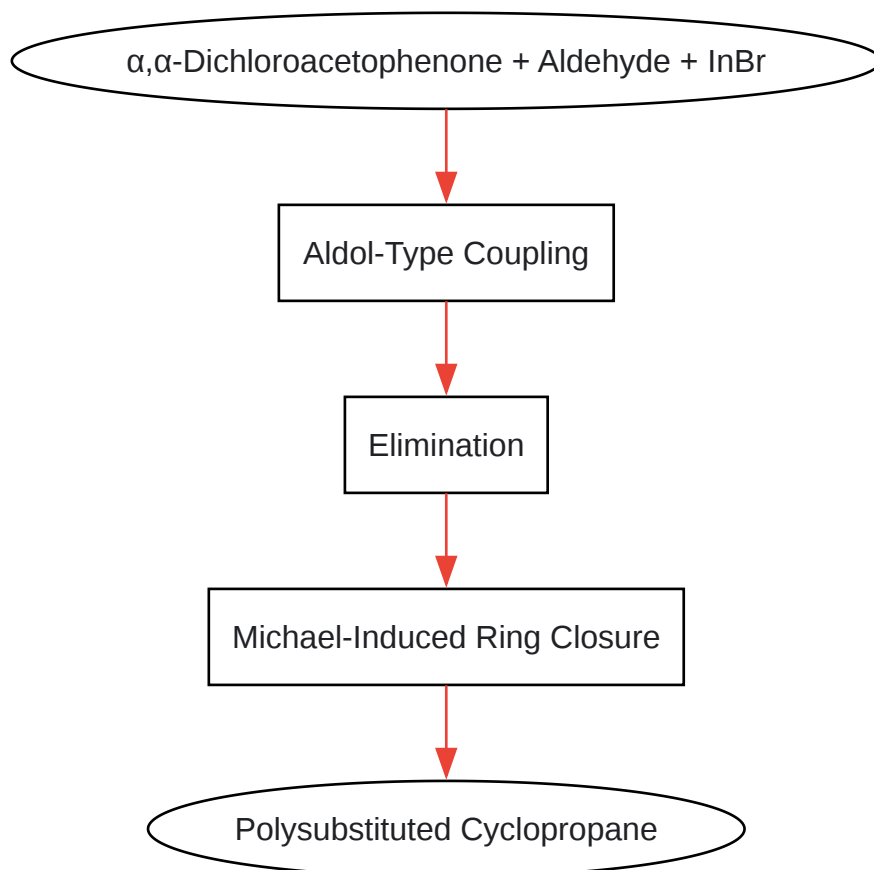 α,α-Dichloroacetophenone + Aldehyde + InBr
Aldol-Type Coupling
Elimination
Michael-Induced Ring Closure
Polysubstituted Cyclopropane